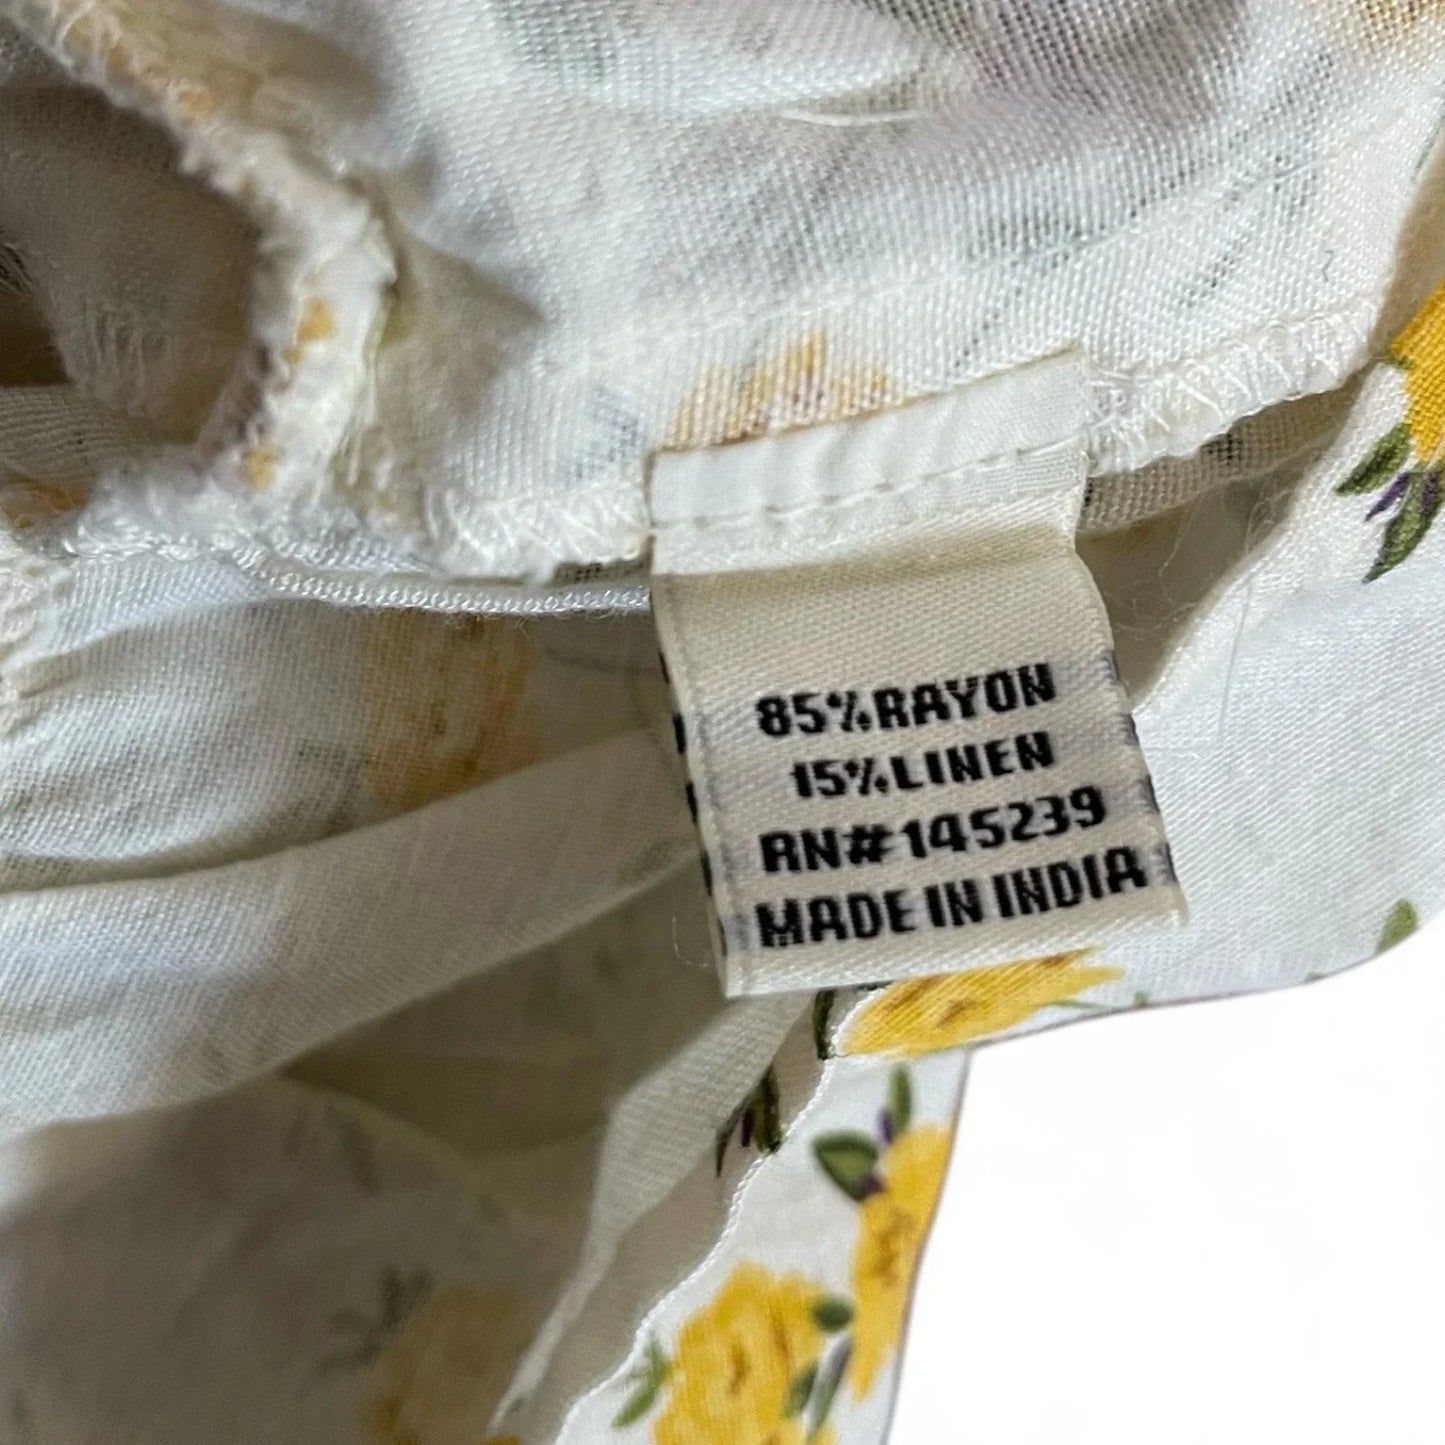 85%RAYON
15%LINEN
RN#145239
MADE IN INDIA